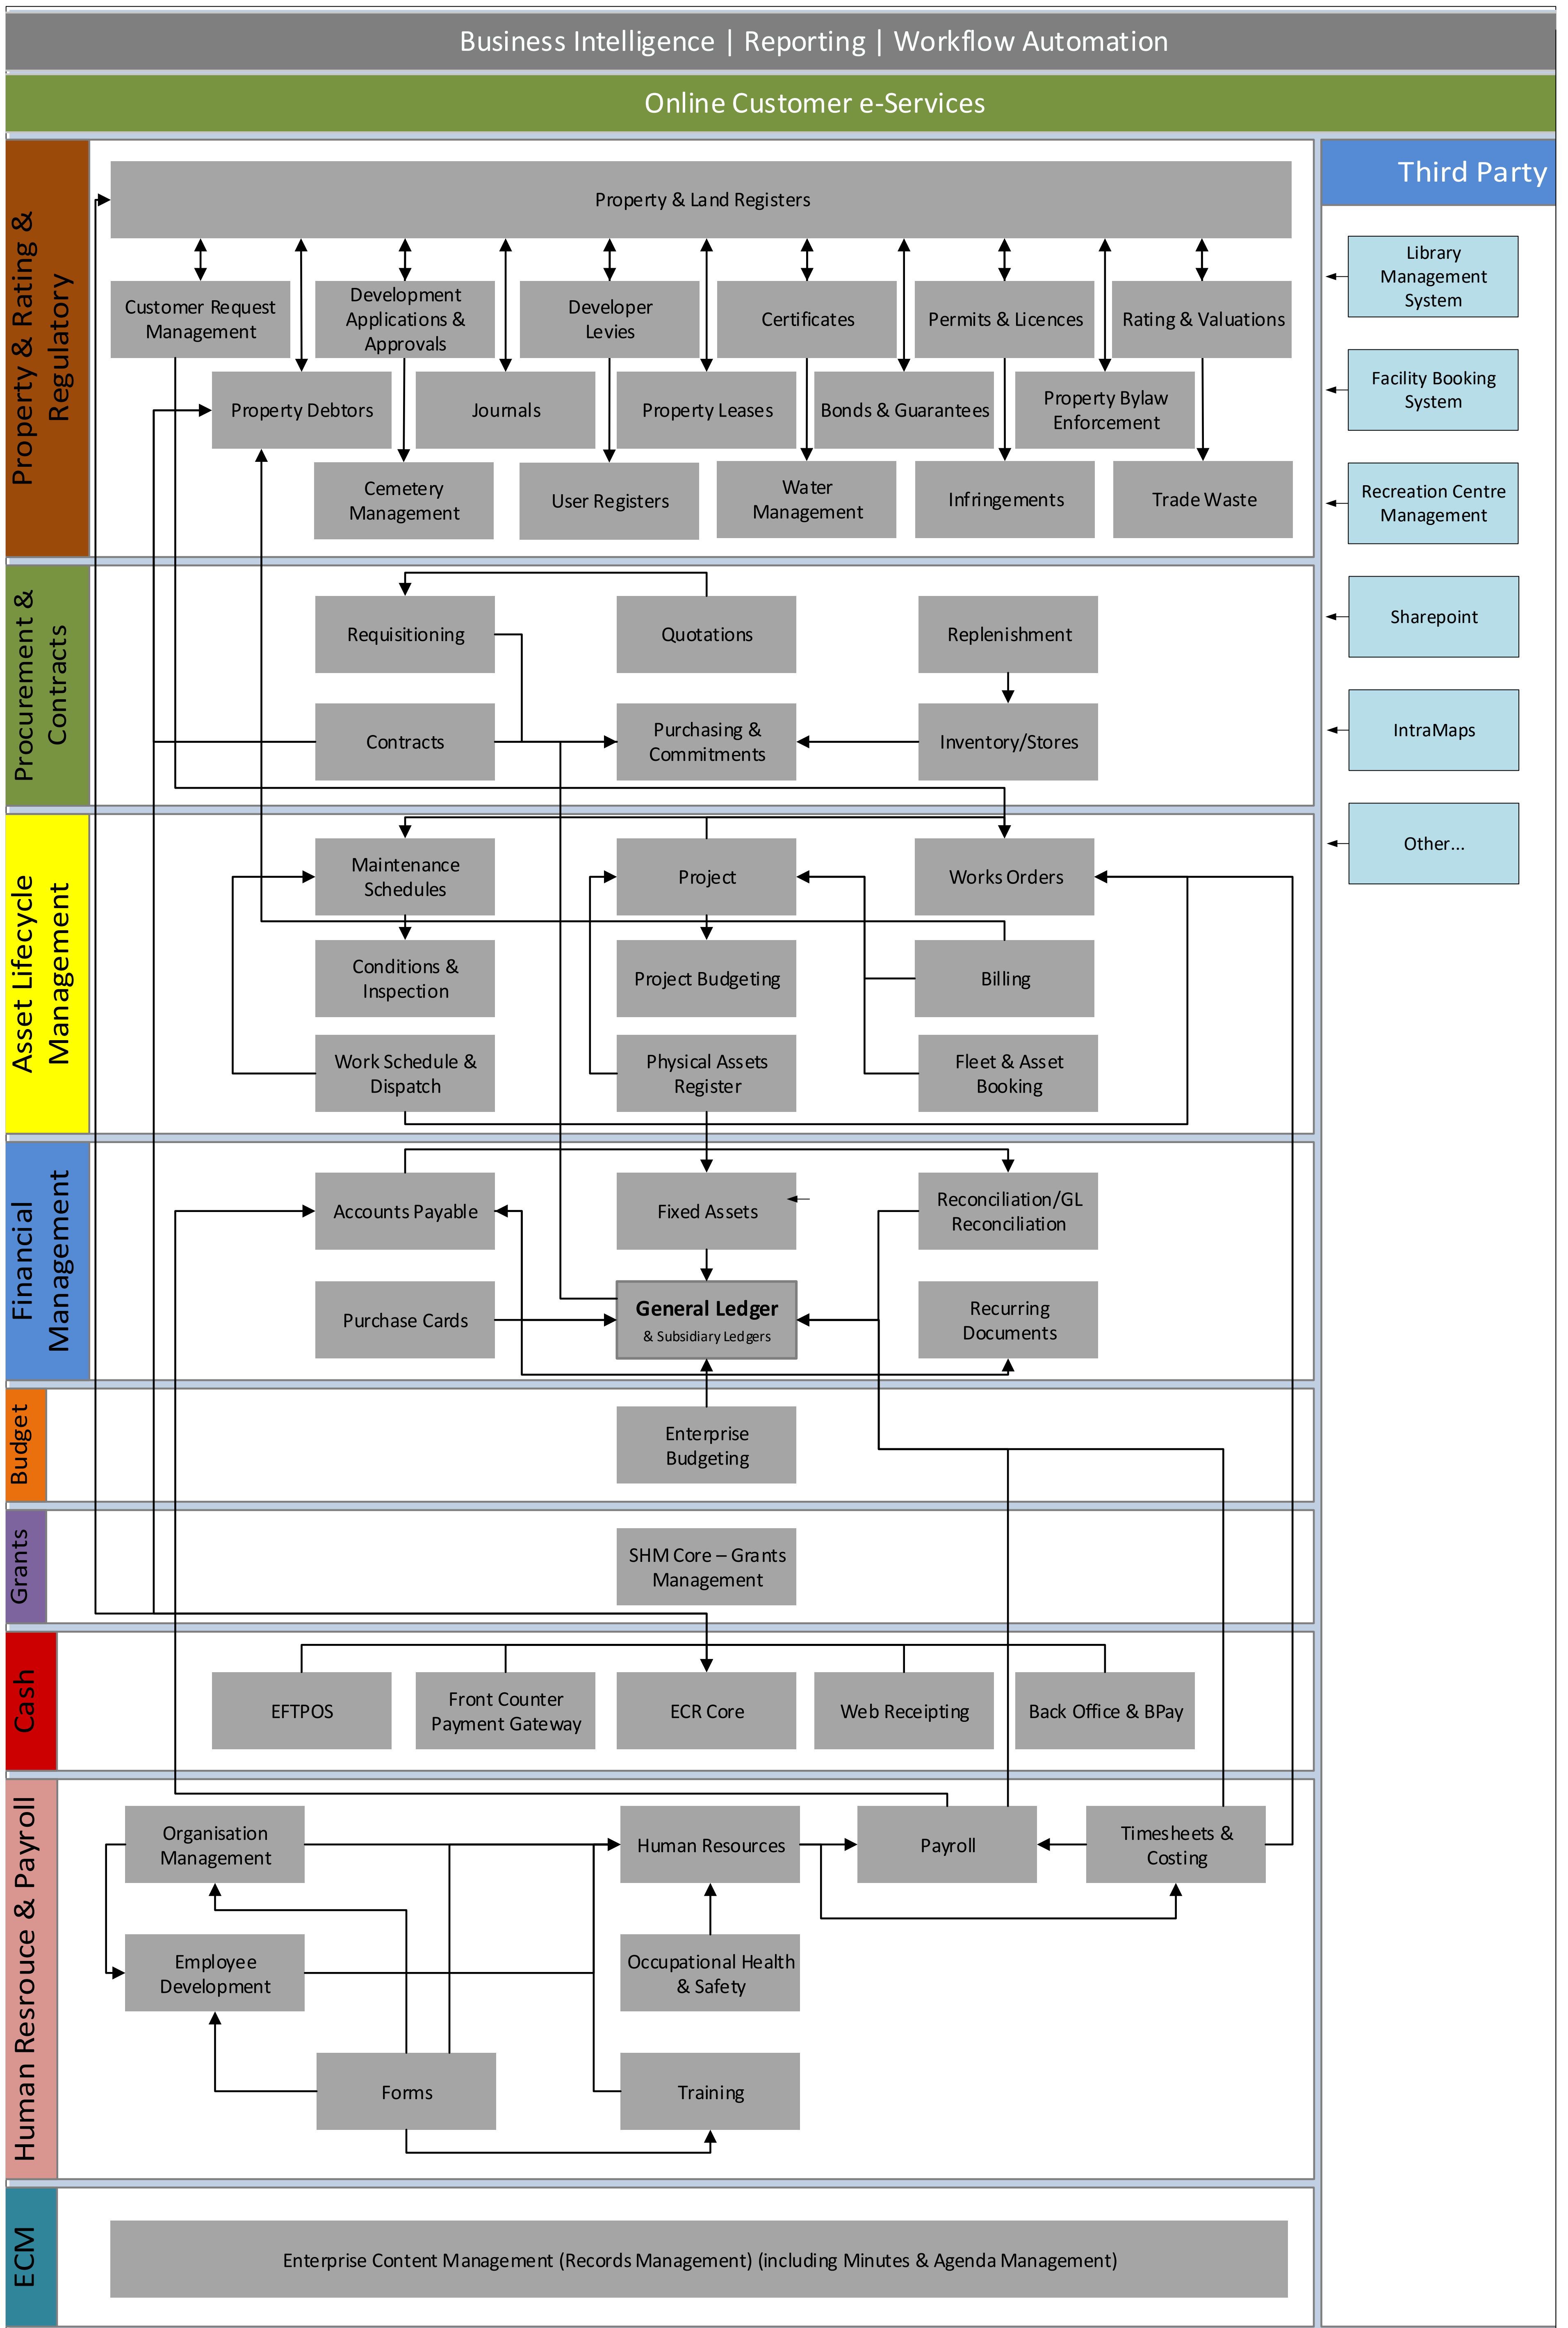 Business Intelligence | Reporting | Workflow Automation
Online Customer e-Services
Property & Rating &
Regulatory
Property & Land Registers
Customer Request
Management
Development
Applications &
Approvals
Developer
Levies
Certificates
Permits & Licences
Rating & Valuations
Property Debtors
Journals
Property Leases
Bonds & Guarantees
Property Bylaw
Enforcement
Cemetery
Management
User Registers
Water
Management
Infringements
Trade Waste
Procurement &
Contracts
Requisitioning
Quotations
Replenishment
Contracts
Purchasing &
Commitments
Inventory/Stores
Asset Lifecycle
Management
Maintenance
Schedules
Project
Works Orders
Conditions &
Inspection
Project Budgeting
Billing
Work Schedule &
Dispatch
Physical Assets
Register
Fleet & Asset
Booking
Financial
Management
Accounts Payable
Fixed Assets
Reconciliation/GL
Reconciliation
Purchase Cards
General Ledger
& Subsidiary Ledgers
Recurring
Documents
Budget
Enterprise
Budgeting
Grants
SHM Core – Grants
Management
Cash
EFTPOS
Front Counter
Payment Gateway
ECR Core
Web Receipting
Back Office & BPay
Human Resrouce & Payroll
Organisation
Management
Human Resources
Payroll
Timesheets &
Costing
Employee
Development
Occupational Health
& Safety
Forms
Training
ECM
Enterprise Content Management (Records Management) (including Minutes & Agenda Management)
Third Party
Library
Management
System
Facility Booking
System
Recreation Centre
Management
Sharepoint
IntraMaps
Other...